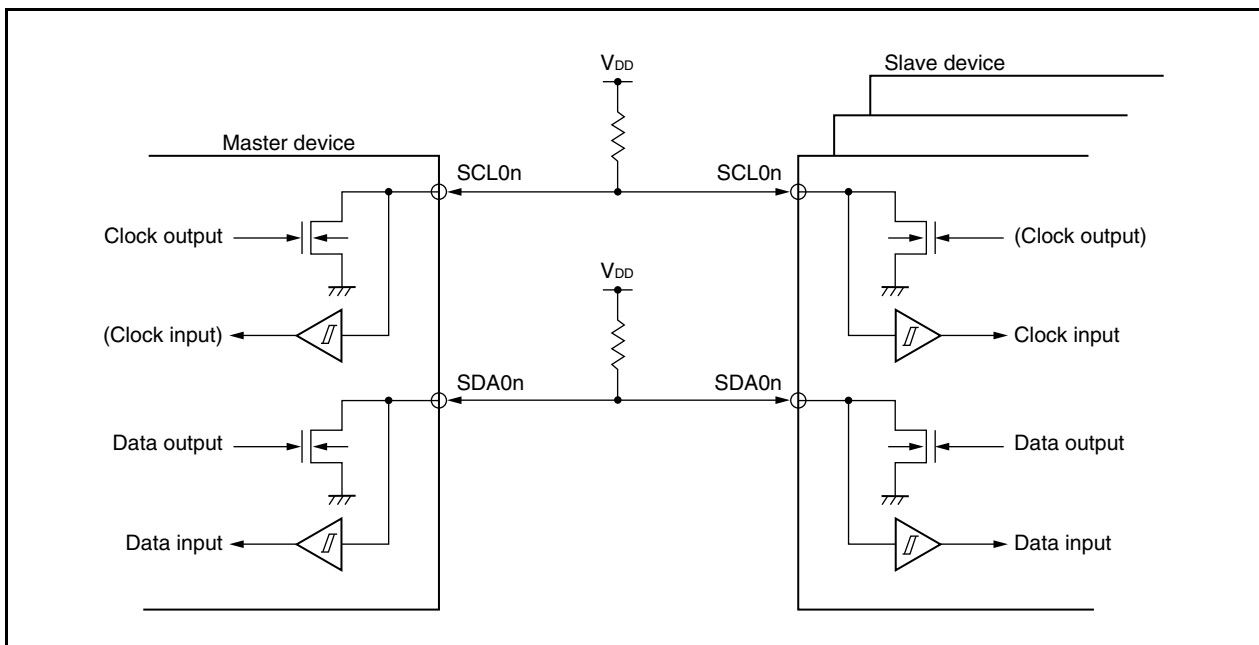 VDD
Slave device
Master device
SCL0n
SCL0n
Clock output
(Clock output)
(Clock input)
Clock input
VDD
SDA0n
SDA0n
Data output
Data output
Data input
Data input